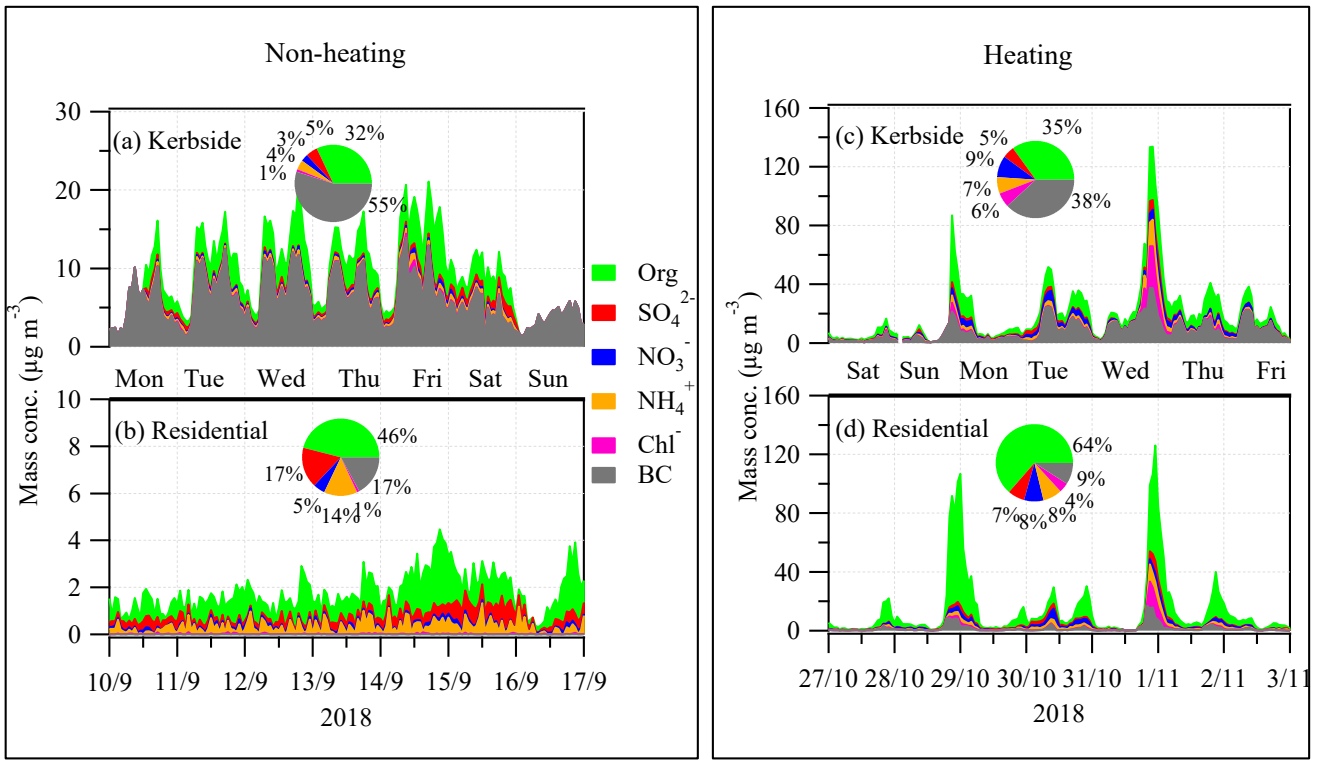 Non-heating
Mass conc. (μg m⁻³)
30
20
10
0
(a) Kerbside
3%
5%
32%
4%
1%
55%
Mon Tue Wed Thu Fri Sat Sun
10
8
6
4
2
0
(b) Residential
46%
17%
17%
5%
14%
1%
10/9 11/9 12/9 13/9 14/9 15/9 16/9 17/9
2018
Org
SO₄²⁻
NO₃⁻
NH₄⁺
Chl⁻
BC
Heating
Mass conc. (μg m⁻³)
160
120
80
40
0
(c) Kerbside
5%
35%
9%
7%
6%
38%
Sat Sun Mon Tue Wed Thu Fri
160
120
80
40
0
(d) Residential
64%
9%
4%
7%
8%
8%
27/10 28/10 29/10 30/10 31/10 1/11 2/11 3/11
2018